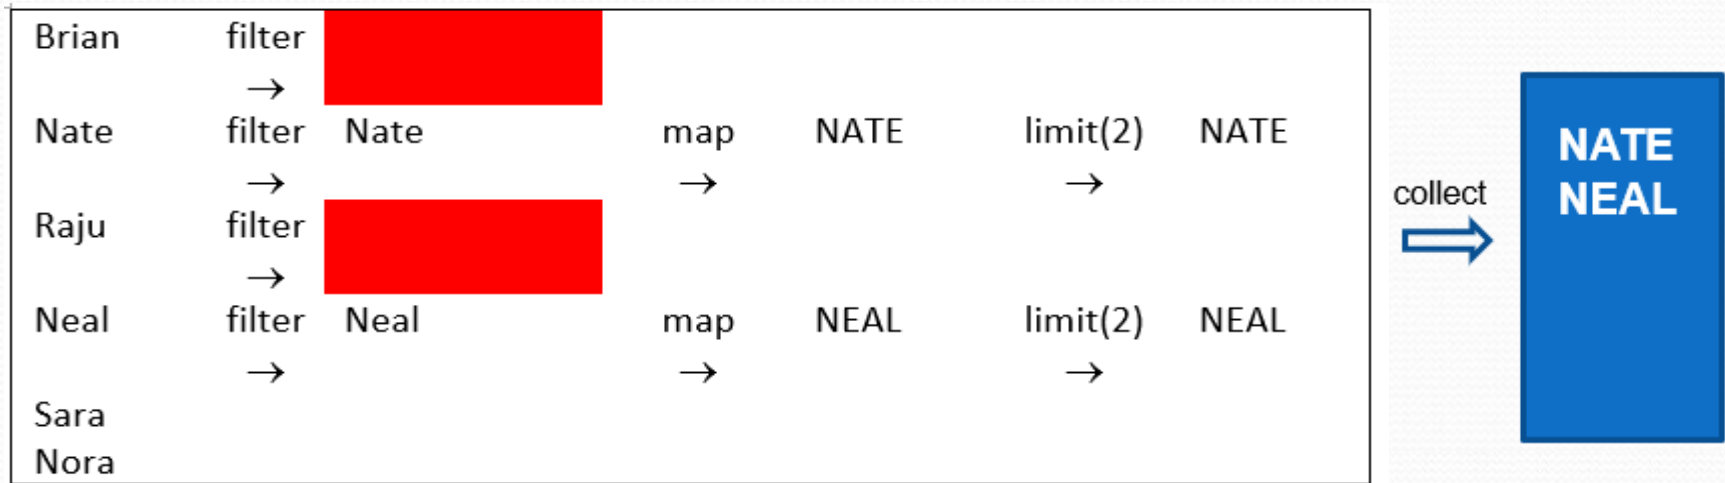 Brian filter
→
Nate filter Nate map NATE limit(2) NATE
→ → →
Raju filter
→
Neal filter Neal map NEAL limit(2) NEAL
→ → →
Sara
Nora
collect
NATE
NEAL